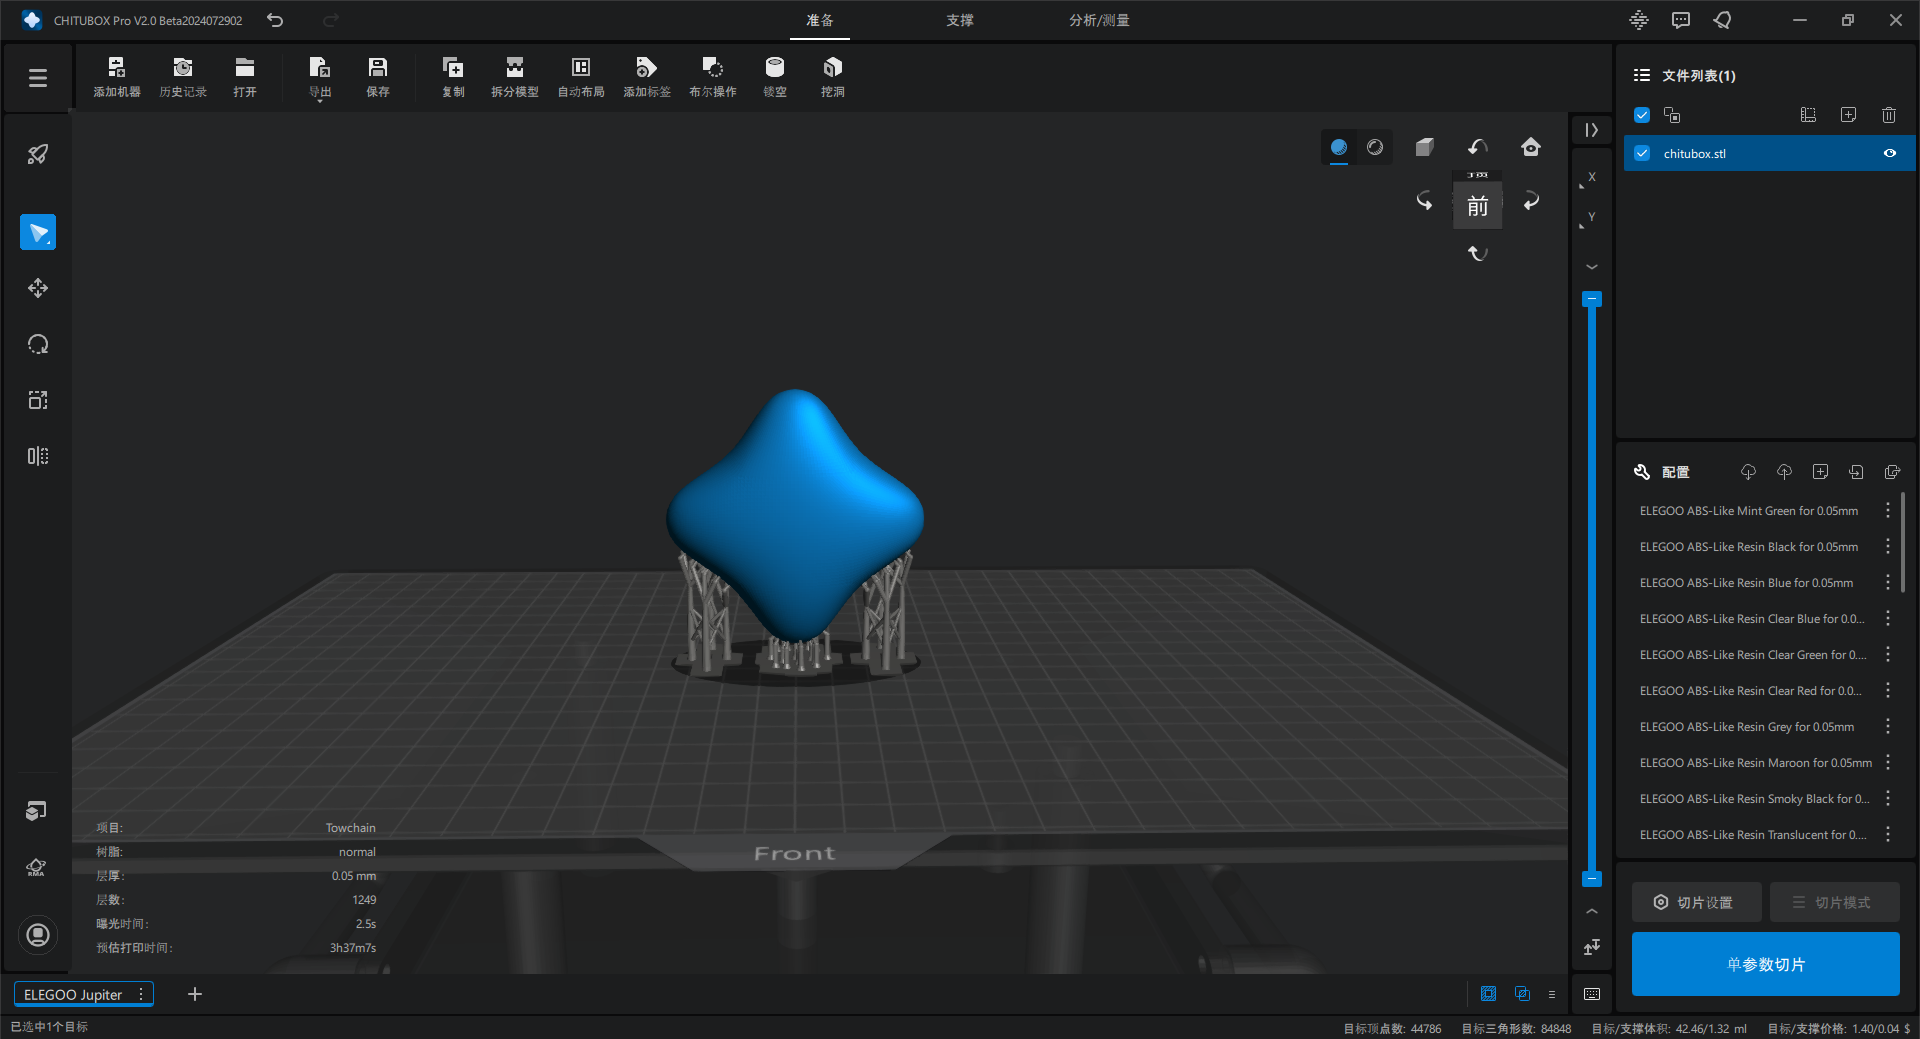 CHITUBOX Pro V2.0 Beta2024072902
准备
支撑
分析/测量
添加机器
历史记录
打开
导出
保存
复制
拆分模型
自动布局
添加标签
布尔操作
镂空
挖洞
前
X
Y
文件列表(1)
chitubox.stl
配置
ELEGOO ABS-Like Mint Green for 0.05mm
ELEGOO ABS-Like Resin Black for 0.05mm
ELEGOO ABS-Like Resin Blue for 0.05mm
ELEGOO ABS-Like Resin Clear Blue for 0.0...
ELEGOO ABS-Like Resin Clear Green for 0....
ELEGOO ABS-Like Resin Clear Red for 0.0...
ELEGOO ABS-Like Resin Grey for 0.05mm
ELEGOO ABS-Like Resin Maroon for 0.05mm
ELEGOO ABS-Like Resin Smoky Black for 0...
ELEGOO ABS-Like Resin Translucent for 0....
切片设置
切片模式
单参数切片
RMA
项目: Towchain
树脂: normal
层厚: 0.05 mm
层数: 1249
曝光时间: 2.5s
预估打印时间: 3h37m7s
Front
ELEGOO Jupiter
已选中1个目标
目标顶点数: 44786 目标三角形数: 84848 目标/支撑体积: 42.46/1.32 ml 目标/支撑价格: 1.40/0.04 $